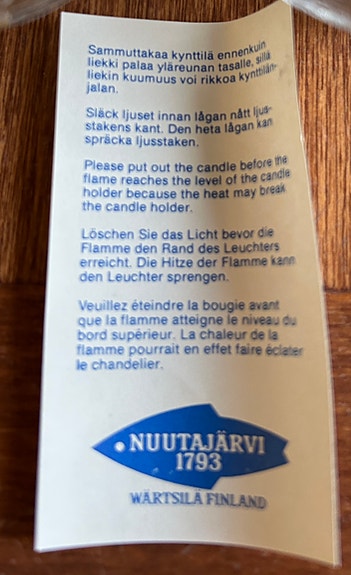 Sammuttakaa kynttilä ennenkuin
liekki palaa yläreunan tasalle, sillä
liekin kuumuus voi rikkoa kynttilän-
jalan.
Släck ljuset innan lågan nått ljus-
stakens kant. Den heta lågan kan
spräcka ljusstaken.
Please put out the candle before the
flame reaches the level of the candle
holder because the heat may break
the candle holder.
Löschen Sie das Licht bevor die
Flamme den Rand des Leuchters
erreicht. Die Hitze der Flamme kann
den Leuchter sprengen.
Veuillez éteindre la bougie avant
que la flamme atteigne le niveau du
bord supérieur. La chaleur de la
flamme pourrait en effet faire éclater
le chandelier.
NUUTAJÄRVI
1793
WÄRTSILÄ FINLAND